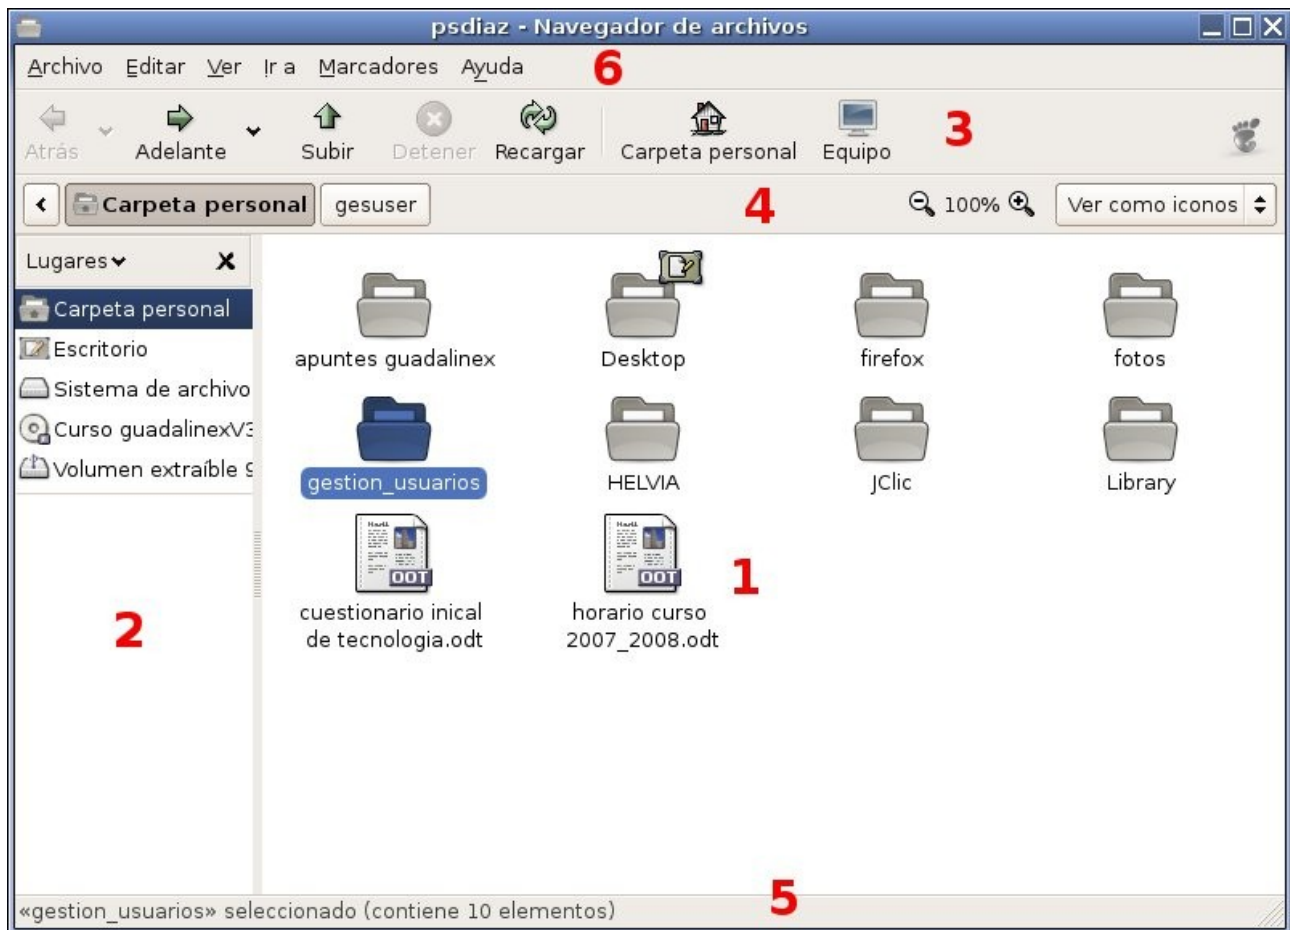 psdiaz - Navegador de archivos
Archivo Editar Ver Ir a Marcadores Ayuda 6
Atrás Adelante Subir Detener Recargar Carpeta personal Equipo 3
Carpeta personal gesuser 4 100% Ver como iconos
Lugares
Carpeta personal
Escritorio
Sistema de archivo
Curso guadalinexV3
Volumen extraíble 9
2
apuntes guadalinex Desktop firefox fotos
gestion_usuarios HELVIA JClic Library
OOT OOT
1
cuestionario inical horario curso
de tecnologia.odt 2007_2008.odt
5
«gestion_usuarios» seleccionado (contiene 10 elementos)